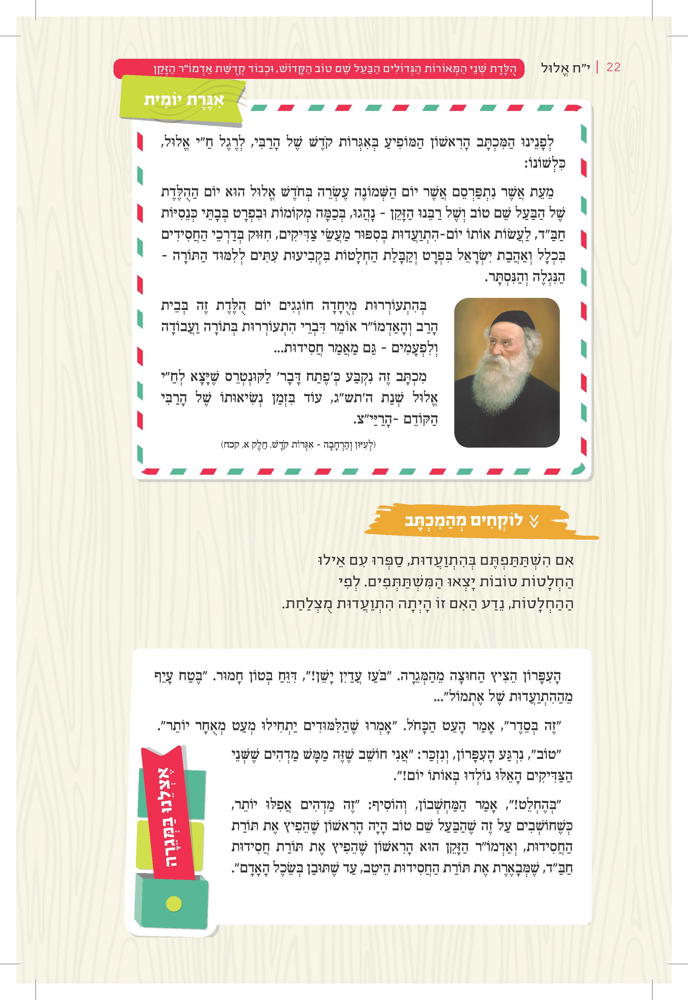 22 | י"ח אֱלוּל
הֻלֶּדֶת שְׁנֵי הַמְּאוֹרוֹת הַגְּדוֹלִים הַבַּעַל שֵׁם טוֹב הַקָּדוֹשׁ, וּכְבוֹד קְדֻשַּׁת אַדְמוֹ"ר הַזָּקֵן
אִגֶּרֶת יוֹמִית
לְפָנֵינוּ הַמִּכְתָּב הָרִאשׁוֹן הַמּוֹפִיעַ בְּאִגְּרוֹת קֹדֶשׁ שֶׁל הָרַבִּי, לְרֶגֶל ח"י אֱלוּל,
כִּלְשׁוֹנוֹ:
מֵעֵת אֲשֶׁר נִתְפַּרְסֵם אֲשֶׁר יוֹם הַשְּׁמוֹנָה עֶשְׂרֵה בְּחֹדֶשׁ אֱלוּל הוּא יוֹם הַהֻלֶּדֶת
שֶׁל הַבַּעַל שֵׁם טוֹב וְשֶׁל רַבֵּנוּ הַזָּקֵן - נָהֲגוּ, בְּכַמָּה מְקוֹמוֹת וּבִפְרָט בְּבָתֵּי כְּנֵסִיּוֹת
חַבַּ"ד, לַעֲשׂוֹת אוֹתוֹ יוֹם-הִתְוַעֲדוּת בְּסִפּוּר מַעֲשֵׂי צַדִּיקִים, חִזּוּק בְּדַרְכֵי הַחֲסִידִים
בִּכְלָל וְאַהֲבַת יִשְׂרָאֵל בִּפְרָט וְקַבָּלַת הַחְלָטוֹת בִּקְבִיעוּת עִתִּים לְלִמּוּד הַתּוֹרָה -
הַנִּגְלֶה וְהַנִּסְתָּר.
בְּהִתְעוֹרְרוּת מְיֻחָדָה חוֹגְגִים יוֹם הֻלֶּדֶת זֶה בְּבֵית
הָרַב וְהָאַדְמוֹ"ר אוֹמֵר דִּבְרֵי הִתְעוֹרְרוּת בְּתוֹרָה וַעֲבוֹדָה
וְלִפְעָמִים - גַּם מַאֲמַר חֲסִידוּת...
מִכְתָּב זֶה נִקְבַּע כְּ'פֶתַח דָּבָר' לַקּוּנְטְרֵס שֶׁיָּצָא לְחַ"י
אֱלוּל שְׁנַת ה'תש"ג, עוֹד בִּזְמַן נְשִׂיאוּתוֹ שֶׁל הָרַבִּי
הַקּוֹדֵם -הָרַיַּי"צ.
(לְעִיּוּן וְהַרְחָבָה - אִגְּרוֹת קֹדֶשׁ, חֵלֶק א, קכח)
לוֹקְחִים מְהַמִכְתָּב
אִם הִשְׁתַּתַּפְתֶּם בְּהִתְוַעֲדוּת, סַפְּרוּ עִם אֵילוּ
הַחְלָטוֹת טוֹבוֹת יָצְאוּ הַמִּשְׁתַּתְּפִים. לְפִי
הַהַחְלָטוֹת, נֵדַע הַאִם זוֹ הָיְתָה הִתְוַעֲדוּת מֻצְלַחַת.
הָעִפָּרוֹן הֵצִיץ הַחוּצָה מֵהַמְּגֵרָה. "בֹּעַז עֲדַיִן יָשֵׁן!", דִּוֵּחַ בְּטוֹן חָמוּר. "בֶּטַח עָיֵף
מֵהַהִתְוַעֲדוּת שֶׁל אֶתְמוֹל"...
"זֶה בְּסֵדֶר", אָמַר הָעֵט הַכָּחֹל. "אָמְרוּ שֶׁהַלִּמּוּדִים יַתְחִילוּ מְעַט מְאֻחָר יוֹתֵר".
"טוֹב", נִרְגַּע הָעִפָּרוֹן, וְנִזְכַּר: "אֲנִי חוֹשֵׁב שֶׁזֶּה מַמָּשׁ מַדְהִים שֶׁשְּׁנֵי
הַצַּדִּיקִים הָאֵלּוּ נוֹלְדוּ בְּאוֹתוֹ יוֹם!".
"בְּהֶחְלֵט!", אָמַר הַמַּחְשְׁבוֹן, וְהוֹסִיף: "זֶה מַדְהִים אֲפִלּוּ יוֹתֵר,
כְּשֶׁחוֹשְׁבִים עַל זֶה שֶׁהַבַּעַל שֵׁם טוֹב הָיָה הָרִאשׁוֹן שֶׁהֵפִיץ אֶת תּוֹרַת
הַחֲסִידוּת, וְאַדְמוֹ"ר הַזָּקֵן הוּא הָרִאשׁוֹן שֶׁהֵפִיץ אֶת תּוֹרַת חֲסִידוּת
חַבַּ"ד, שֶׁמְּבָאֶרֶת אֶת תּוֹרַת הַחֲסִידוּת הֵיטֵב, עַד שֶׁתּוּבַן בְּשֵׂכֶל הָאָדָם".
אֶצְלֵנוּ בַּמְּגֵרָה